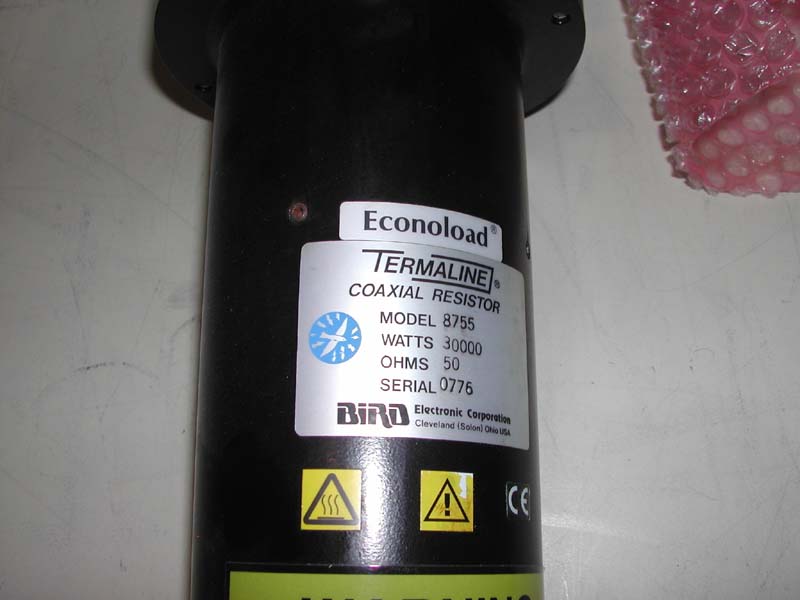 Econoload®
TERMALINE®
COAXIAL RESISTOR
MODEL 8755
WATTS 30000
OHMS 50
SERIAL 0776
BIRD Electronic Corporation
Cleveland (Solon) Ohio USA
CE
WARNING